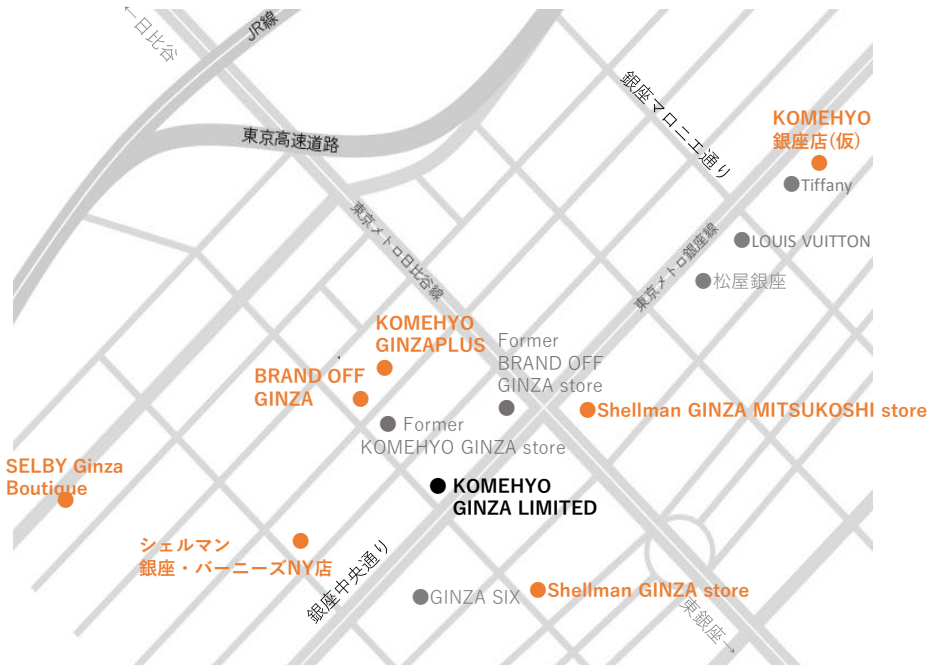 ←日比谷
JR線
東京高速道路
銀座マロニエ通り
KOMEHYO
銀座店(仮)
Tiffany
東京メトロ日比谷線
東京メトロ銀座線
LOUIS VUITTON
松屋銀座
KOMEHYO
GINZAPLUS
Former
BRAND OFF
GINZA store
BRAND OFF
GINZA
Shellman GINZA MITSUKOSHI store
Former
KOMEHYO GINZA store
SELBY Ginza
Boutique
KOMEHYO
GINZA LIMITED
シェルマン
銀座・バーニーズNY店
銀座中央通り
GINZA SIX
Shellman GINZA store
東銀座→